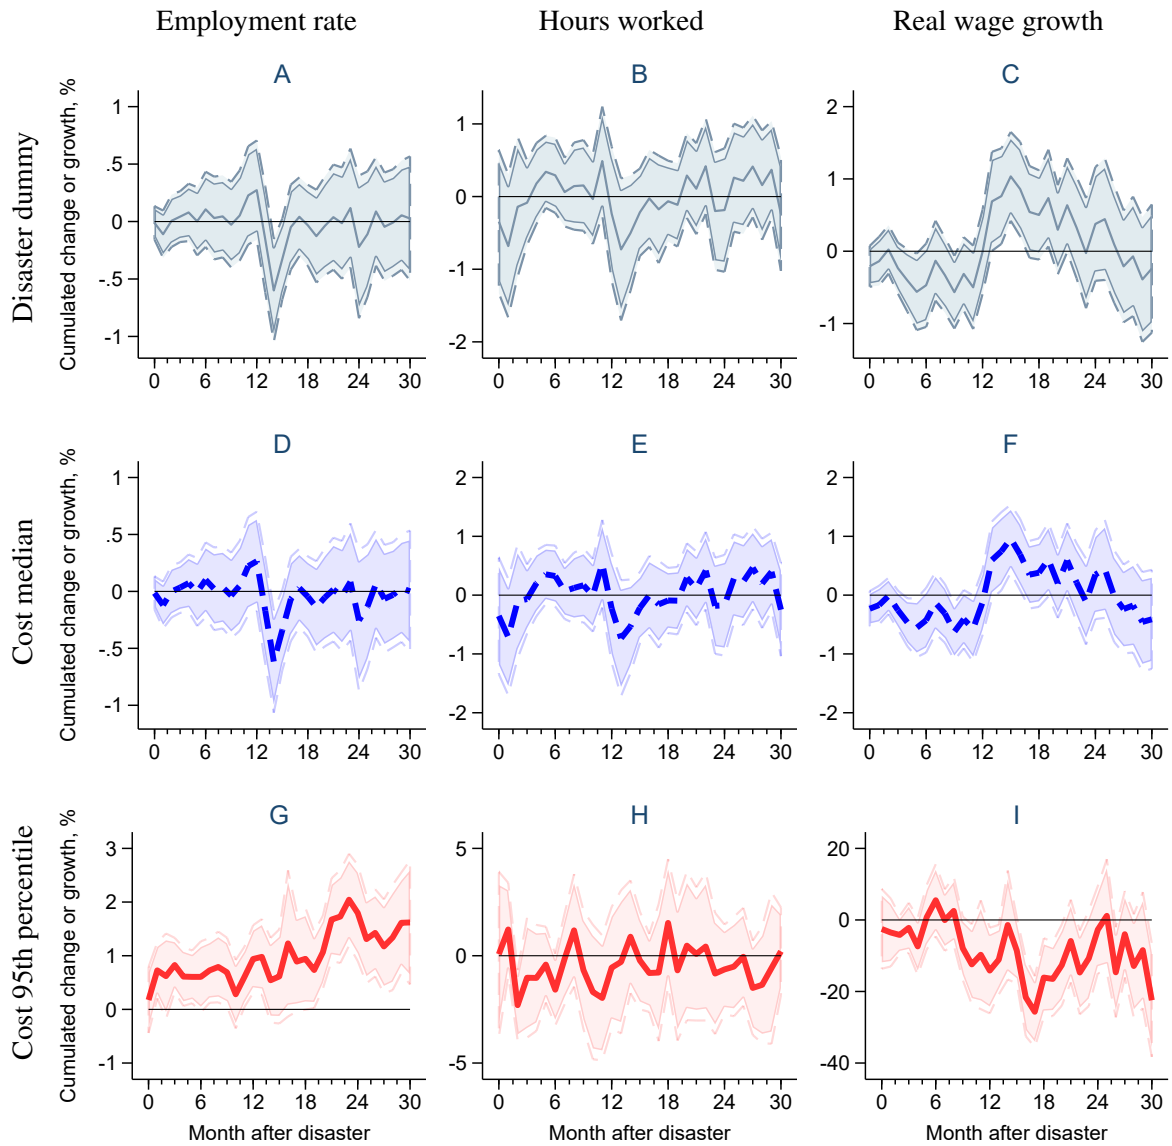 Employment rate
Hours worked
Real wage growth
Disaster dummy
Cumulated change or growth, %
A
1
.5
0
-.5
-1
0 6 12 18 24 30
B
1
0
-1
-2
0 6 12 18 24 30
C
2
1
0
-1
0 6 12 18 24 30
Cost median
Cumulated change or growth, %
D
1
.5
0
-.5
-1
0 6 12 18 24 30
E
2
1
0
-1
-2
0 6 12 18 24 30
F
2
1
0
-1
-2
0 6 12 18 24 30
Cost 95th percentile
Cumulated change or growth, %
G
3
2
1
0
-1
0 6 12 18 24 30
Month after disaster
H
5
0
-5
0 6 12 18 24 30
Month after disaster
I
20
0
-20
-40
0 6 12 18 24 30
Month after disaster